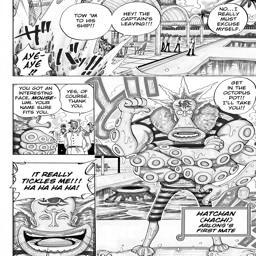 NO...I
REALLY
MUST
EXCUSE
MYSELF.
HEY! THE
CAPTAIN'S
LEAVING!!!
TOW 'IM
TO HIS
SHIP!!
AYE
AYE
GET
IN THE
OCTOPUS
POT!!
I'LL TAKE
YOU!!
YES, OF
COURSE.
THANK
YOU.
YOU GOT AN
INTERESTING
FACE, MOUSE-
UM. YOUR
NAME SURE
FITS YOU.
IT REALLY
TICKLES ME!!!
HA HA HA HA!
HATCHAN
(HACHI)
ARLONG'S
FIRST MATE